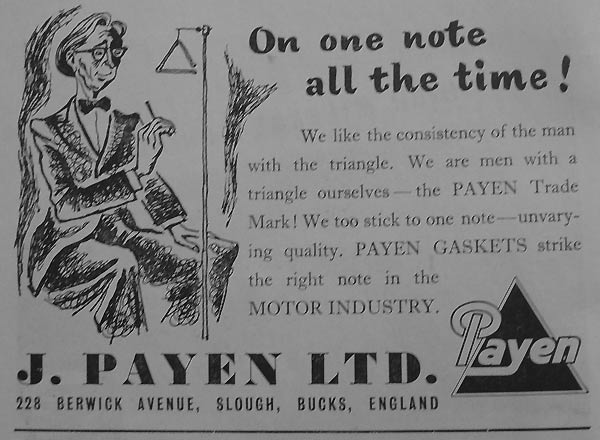 On one note
all the time!
We like the consistency of the man
with the triangle. We are men with a
triangle ourselves — the PAYEN Trade
Mark! We too stick to one note—unvary-
ing quality. PAYEN GASKETS strike
the right note in the
MOTOR INDUSTRY.
Payen
J. PAYEN LTD.
228 BERWICK AVENUE, SLOUGH, BUCKS, ENGLAND